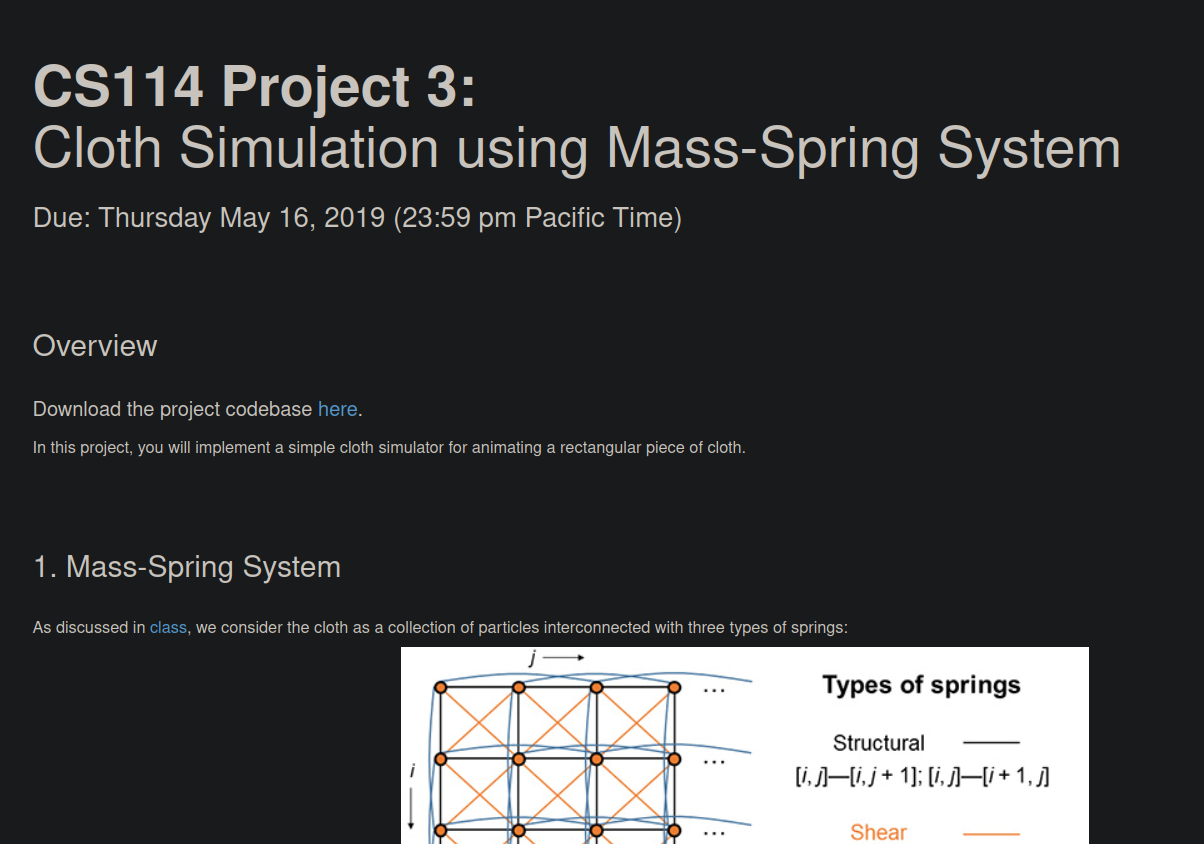 CS114 Project 3:
Cloth Simulation using Mass-Spring System
Due: Thursday May 16, 2019 (23:59 pm Pacific Time)
Overview
Download the project codebase here.
In this project, you will implement a simple cloth simulator for animating a rectangular piece of cloth.
1. Mass-Spring System
As discussed in class, we consider the cloth as a collection of particles interconnected with three types of springs:
j
...
Types of springs
Structural
...
i
[i, j]—[i, j + 1]; [i, j]—[i + 1, j]
...
Shear